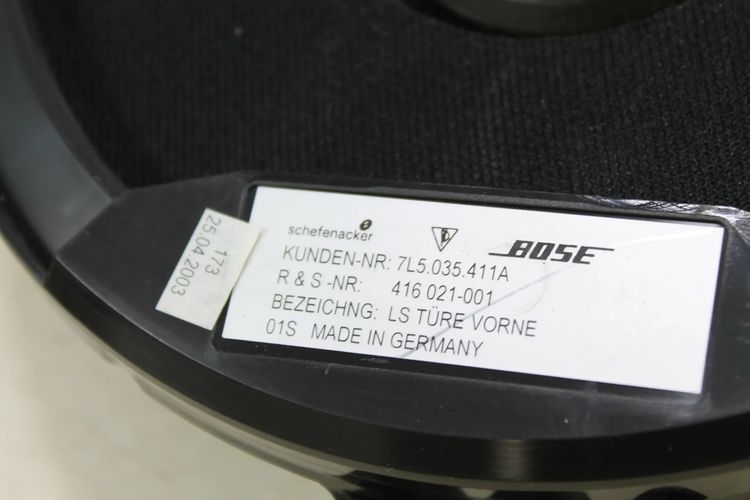 173
25.04.2003
schefenacker
BOSE
KUNDEN-NR: 7L5.035.411A
R & S -NR: 416 021-001
BEZEICHNG: LS TÜRE VORNE
01S MADE IN GERMANY